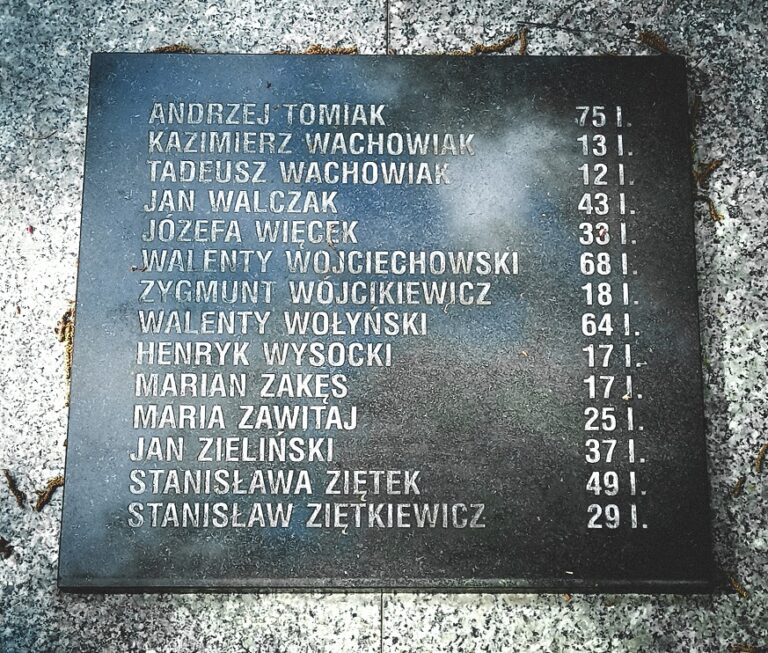 ANDRZEJ TOMIAK 75 l.
KAZIMIERZ WACHOWIAK 13 l.
TADEUSZ WACHOWIAK 12 l.
JAN WALCZAK 43 l.
JÓZEFA WIĘCEK 33 l.
WALENTY WOJCIECHOWSKI 68 l.
ZYGMUNT WÓJCIKIEWICZ 18 l.
WALENTY WOŁYŃSKI 64 l.
HENRYK WYSOCKI 17 l.
MARIAN ZAKĘS 17 l.
MARIA ZAWITAJ 25 l.
JAN ZIELIŃSKI 37 l.
STANISŁAWA ZIĘTEK 49 l.
STANISŁAW ZIĘTKIEWICZ 29 l.